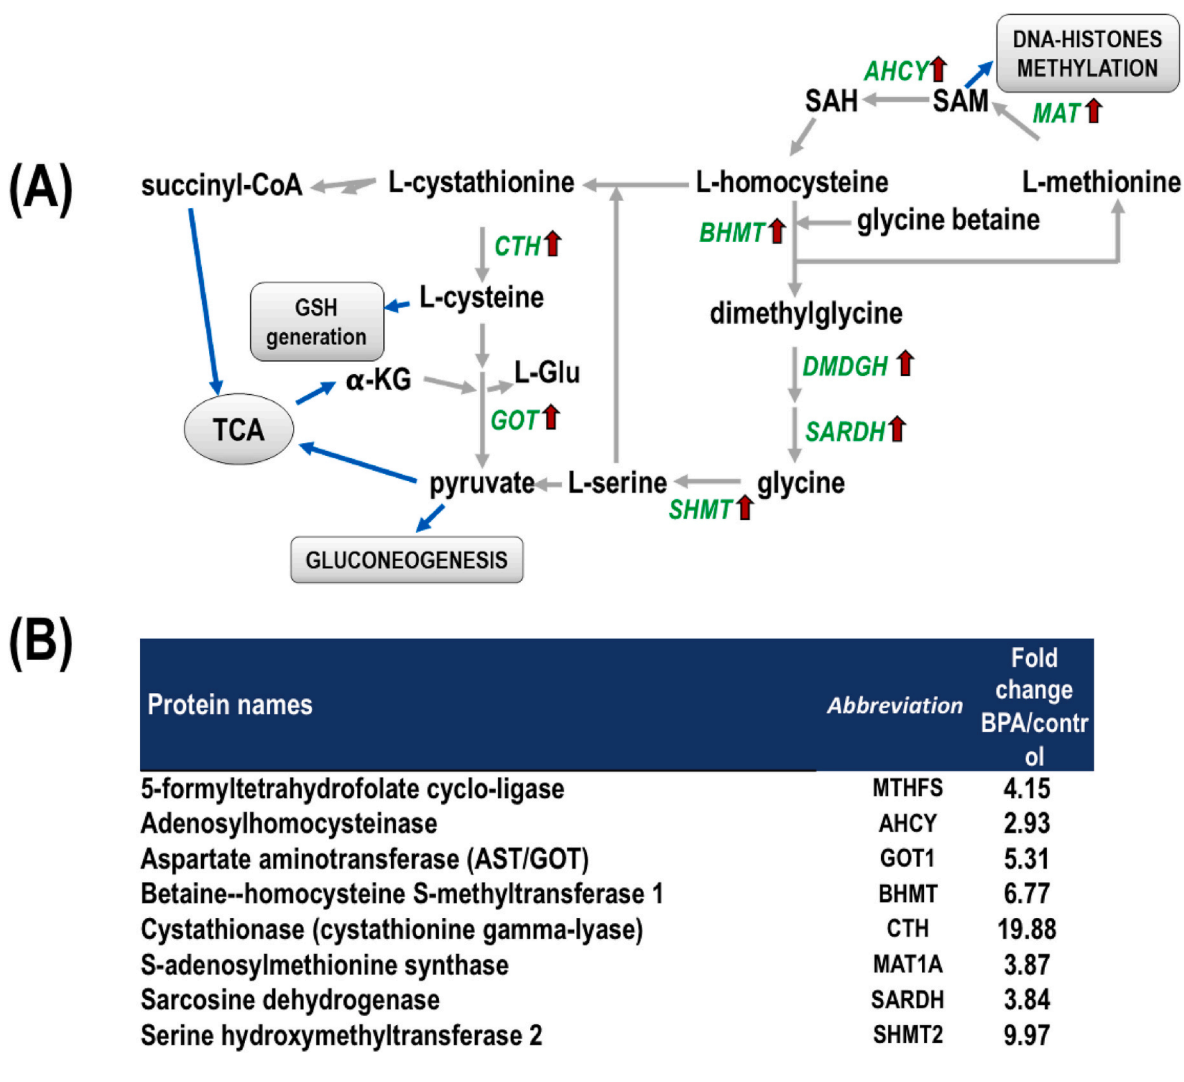 DNA-HISTONES
METHYLATION
AHCY
SAH
SAM
MAT
(A)
succinyl-CoA
L-cystathionine
L-homocysteine
L-methionine
BHMT
glycine betaine
CTH
GSH
generation
L-cysteine
dimethylglycine
α-KG
L-Glu
DMDGH
TCA
GOT
SARDH
pyruvate
L-serine
glycine
SHMT
GLUCONEOGENESIS
(B)
Protein names
Abbreviation
Fold
change
BPA/contr
ol
5-formyltetrahydrofolate cyclo-ligase MTHFS 4.15
Adenosylhomocysteinase AHCY 2.93
Aspartate aminotransferase (AST/GOT) GOT1 5.31
Betaine--homocysteine S-methyltransferase 1 BHMT 6.77
Cystathionase (cystathionine gamma-lyase) CTH 19.88
S-adenosylmethionine synthase MAT1A 3.87
Sarcosine dehydrogenase SARDH 3.84
Serine hydroxymethyltransferase 2 SHMT2 9.97